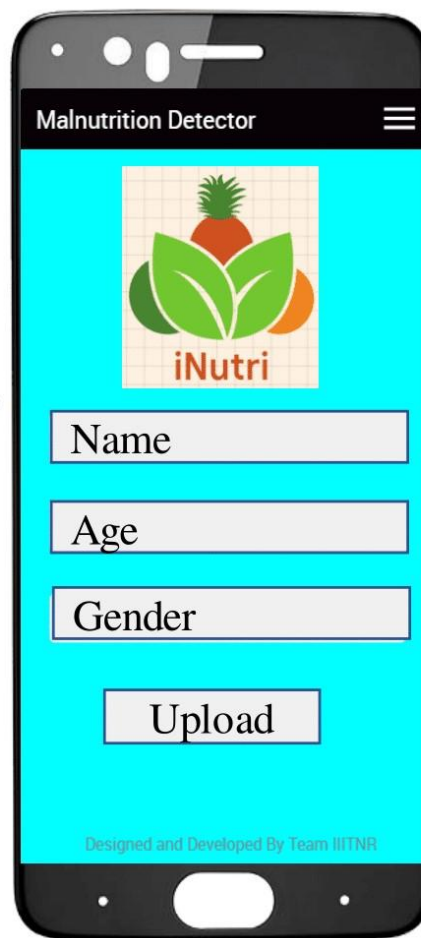 Malnutrition Detector
iNutri
Name
Age
Gender
Upload
Designed and Developed By Team IIITNR